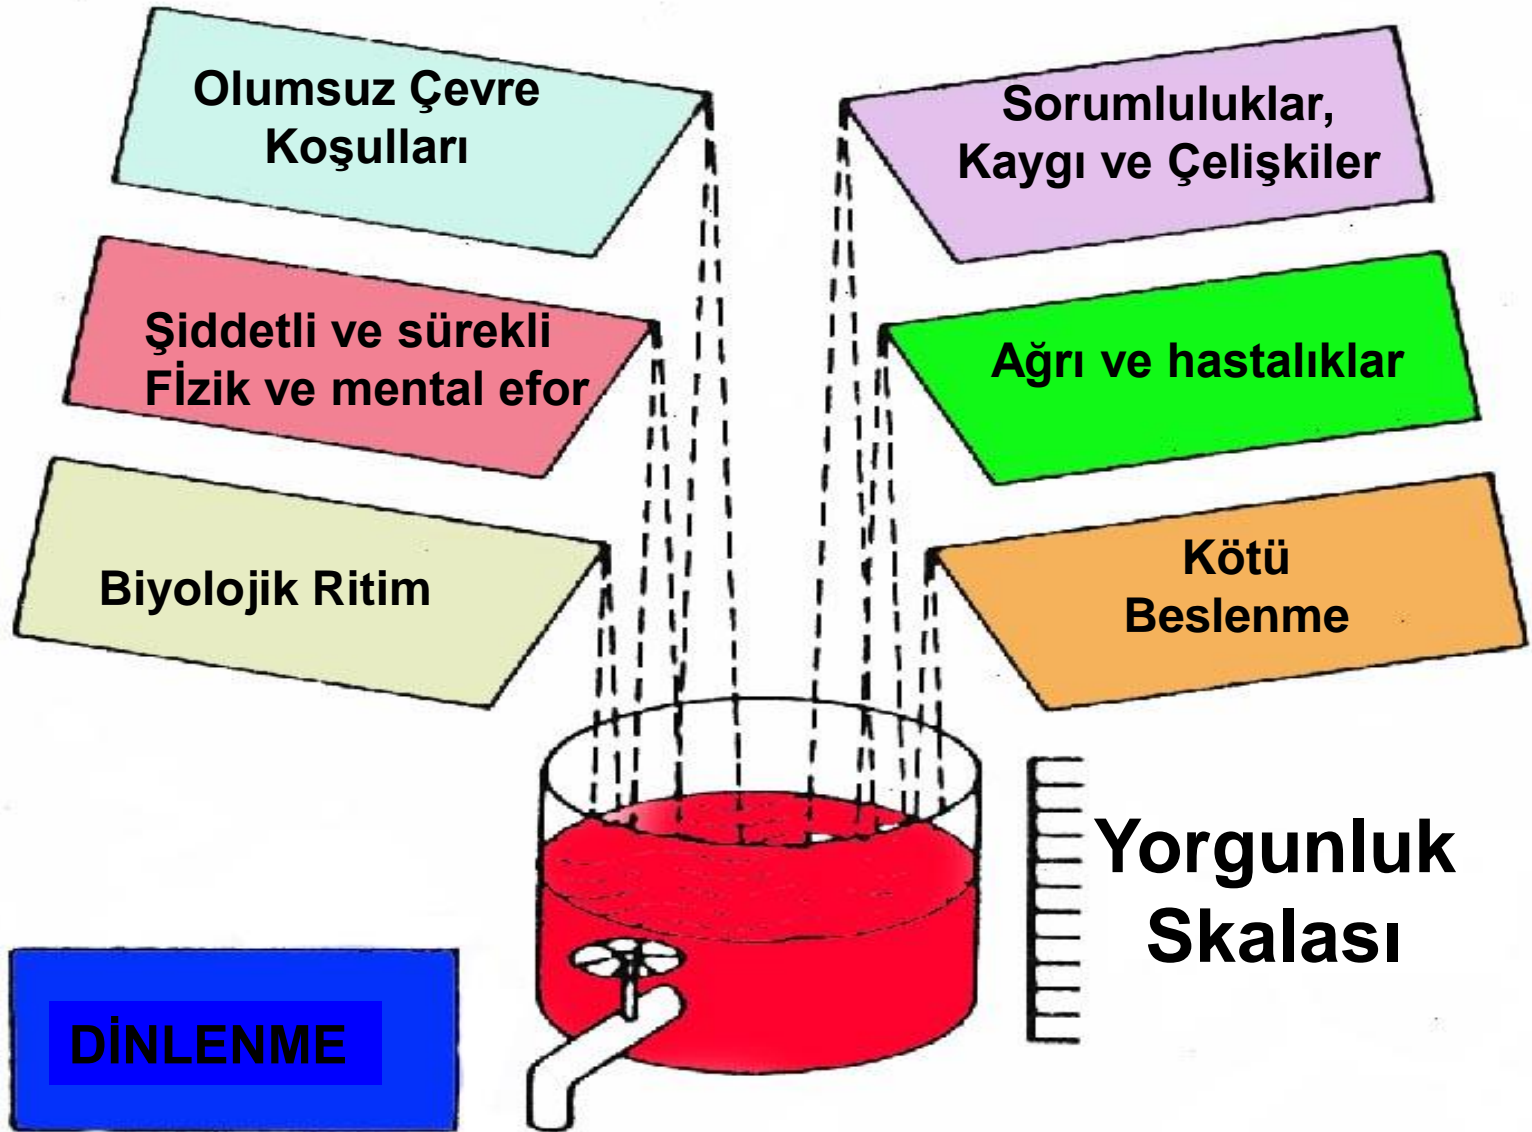 Olumsuz Çevre
Koşulları
Sorumluluklar,
Kaygı ve Çelişkiler
Şiddetli ve sürekli
Fİzik ve mental efor
Ağrı ve hastalıklar
Biyolojik Ritim
Kötü
Beslenme
Yorgunluk
Skalası
DİNLENME